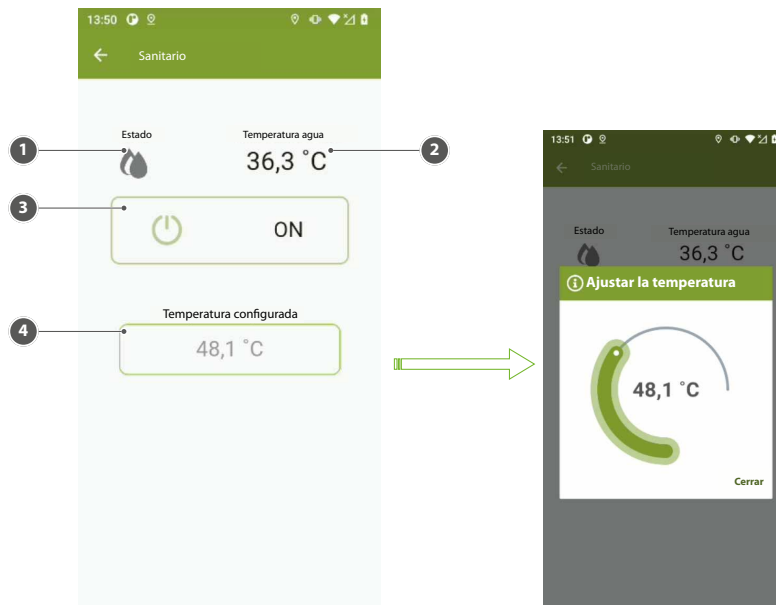 13:50
Sanitario
Estado
Temperatura agua
1
36,3 °C
2
3
ON
Temperatura configurada
4
48,1 °C
13:51
Sanitario
Estado
Temperatura agua
36,3 °C
Ajustar la temperatura
48,1 °C
Cerrar